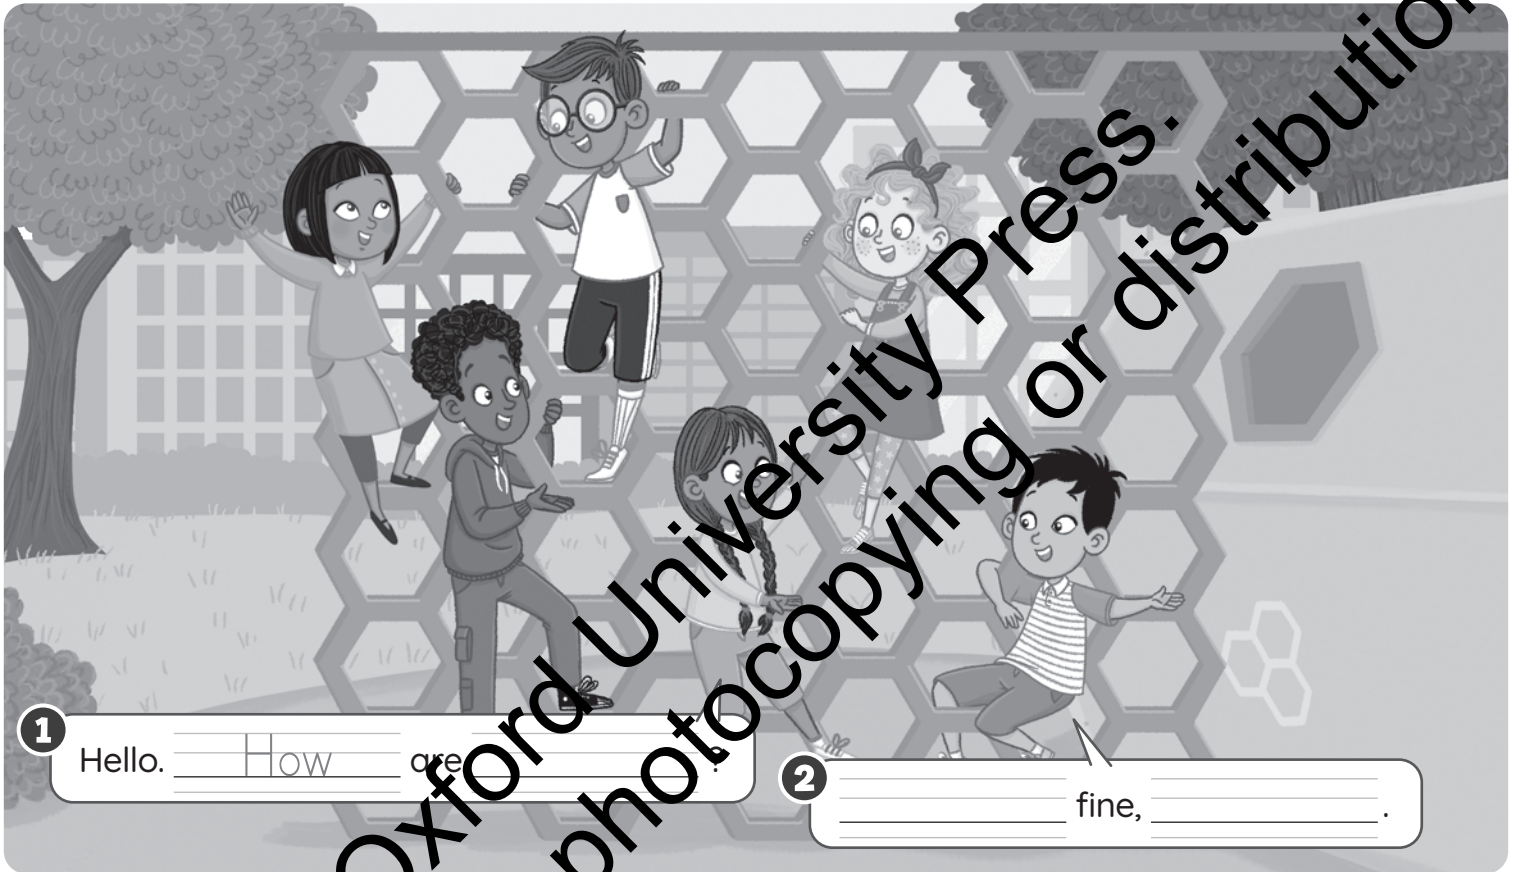 Oxford University Press.
photocopying or distribution
1
Hello. How are ?
2
fine, .